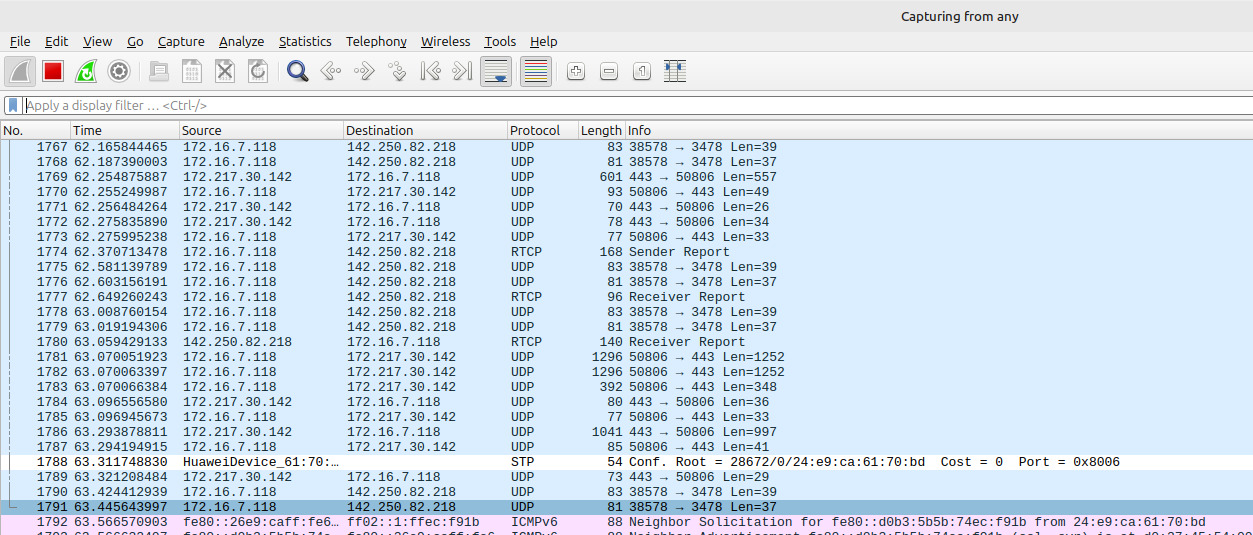 Capturing from any
File Edit View Go Capture Analyze Statistics Telephony Wireless Tools Help
Apply a display filter … <Ctrl-/>
No. Time Source Destination Protocol Length Info
1767 62.165844465 172.16.7.118 142.250.82.218 UDP 83 38578 → 3478 Len=39
1768 62.187390003 172.16.7.118 142.250.82.218 UDP 81 38578 → 3478 Len=37
1769 62.254875887 172.217.30.142 172.16.7.118 UDP 601 443 → 50806 Len=557
1770 62.255249987 172.16.7.118 172.217.30.142 UDP 93 50806 → 443 Len=49
1771 62.256484264 172.217.30.142 172.16.7.118 UDP 70 443 → 50806 Len=26
1772 62.275835890 172.217.30.142 172.16.7.118 UDP 78 443 → 50806 Len=34
1773 62.275995238 172.16.7.118 172.217.30.142 UDP 77 50806 → 443 Len=33
1774 62.370713478 172.16.7.118 142.250.82.218 RTCP 168 Sender Report
1775 62.581139789 172.16.7.118 142.250.82.218 UDP 83 38578 → 3478 Len=39
1776 62.603156191 172.16.7.118 142.250.82.218 UDP 81 38578 → 3478 Len=37
1777 62.649260243 172.16.7.118 142.250.82.218 RTCP 96 Receiver Report
1778 63.008760154 172.16.7.118 142.250.82.218 UDP 83 38578 → 3478 Len=39
1779 63.019194306 172.16.7.118 142.250.82.218 UDP 81 38578 → 3478 Len=37
1780 63.059429133 142.250.82.218 172.16.7.118 RTCP 140 Receiver Report
1781 63.070051923 172.16.7.118 172.217.30.142 UDP 1296 50806 → 443 Len=1252
1782 63.070063397 172.16.7.118 172.217.30.142 UDP 1296 50806 → 443 Len=1252
1783 63.070066384 172.16.7.118 172.217.30.142 UDP 392 50806 → 443 Len=348
1784 63.096556580 172.217.30.142 172.16.7.118 UDP 80 443 → 50806 Len=36
1785 63.096945673 172.16.7.118 172.217.30.142 UDP 77 50806 → 443 Len=33
1786 63.293878811 172.217.30.142 172.16.7.118 UDP 1041 443 → 50806 Len=997
1787 63.294194915 172.16.7.118 172.217.30.142 UDP 85 50806 → 443 Len=41
1788 63.311748830 HuaweiDevice_61:70:… STP 54 Conf. Root = 28672/0/24:e9:ca:61:70:bd Cost = 0 Port = 0x8006
1789 63.321208484 172.217.30.142 172.16.7.118 UDP 73 443 → 50806 Len=29
1790 63.424412939 172.16.7.118 142.250.82.218 UDP 83 38578 → 3478 Len=39
1791 63.445643997 172.16.7.118 142.250.82.218 UDP 81 38578 → 3478 Len=37
1792 63.566570903 fe80::26e9:caff:fe6… ff02::1:ffec:f91b ICMPv6 88 Neighbor Solicitation for fe80::d0b3:5b5b:74ec:f91b from 24:e9:ca:61:70:bd